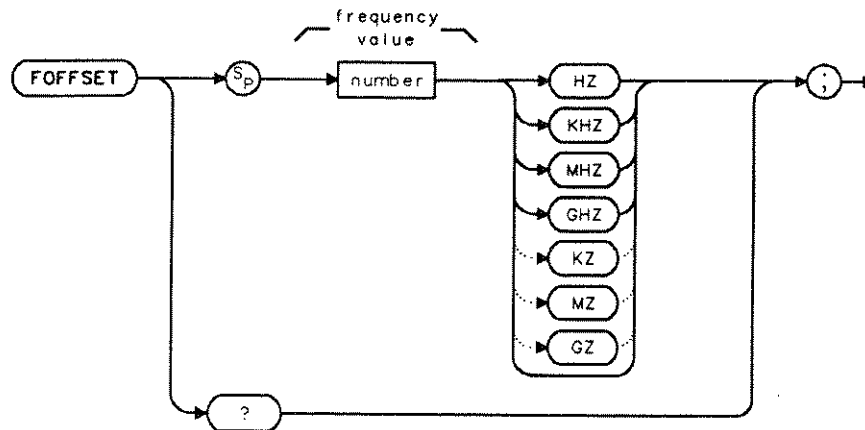 frequency
value
FOFFSET
SP
number
HZ
;
KHZ
MHZ
GHZ
KZ
MZ
GZ
?